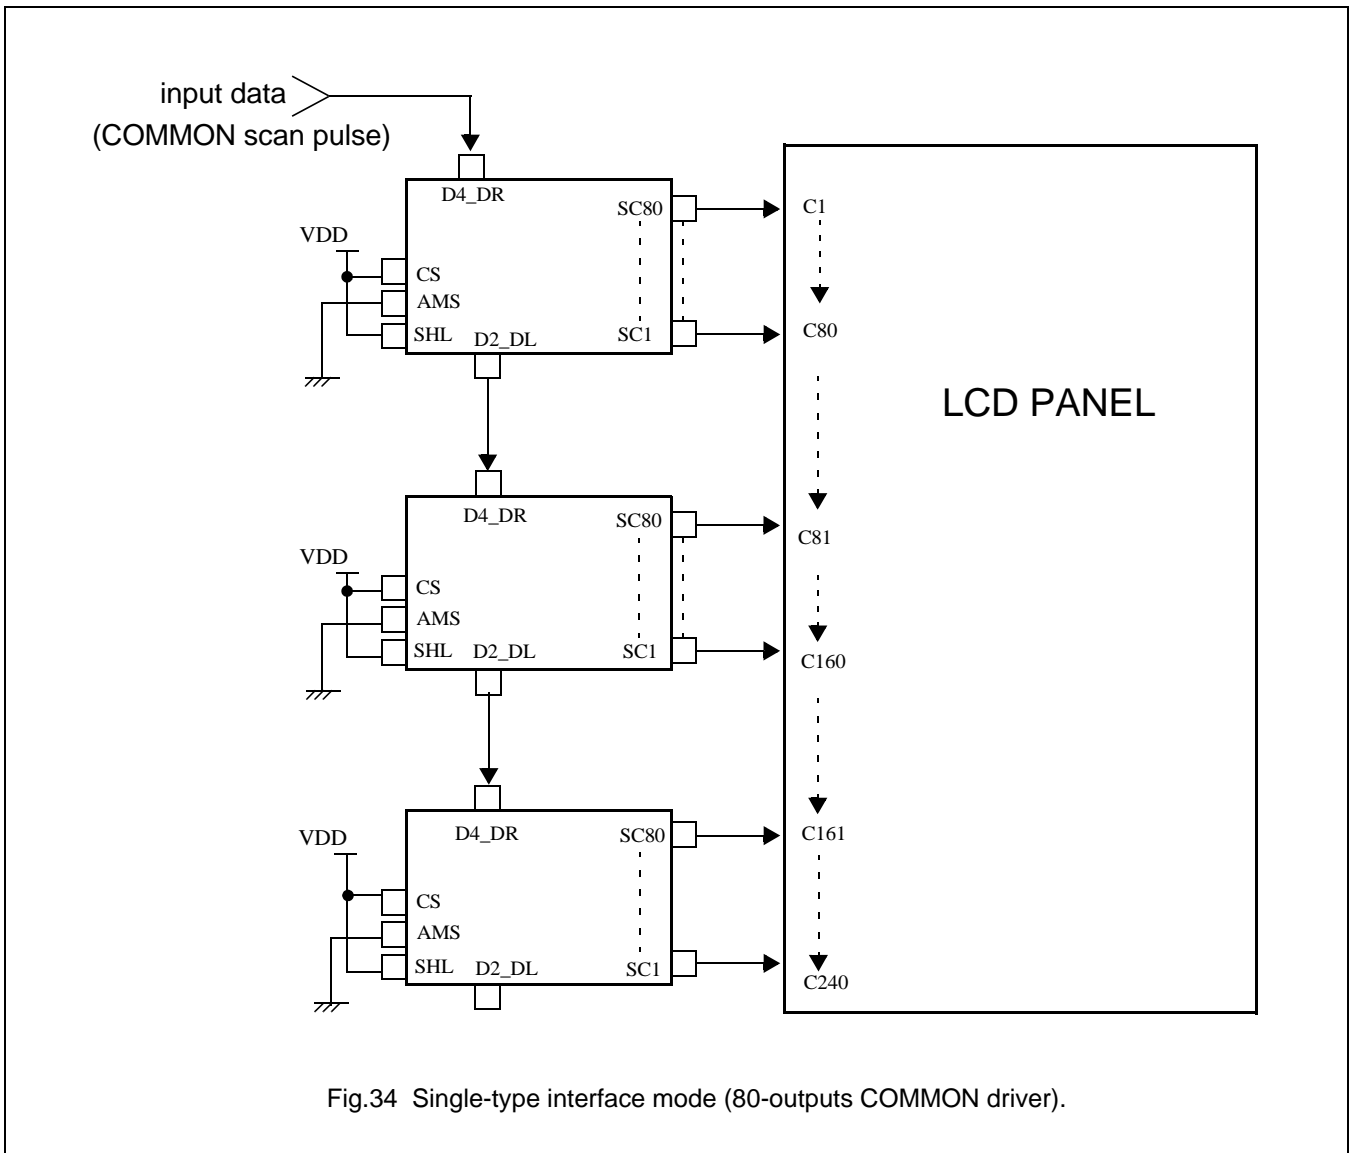 input data
(COMMON scan pulse)
D4_DR
SC80
C1
VDD
CS
AMS
SHL
D2_DL
SC1
C80
LCD PANEL
D4_DR
SC80
C81
VDD
CS
AMS
SHL
D2_DL
SC1
C160
D4_DR
SC80
C161
VDD
CS
AMS
SHL
D2_DL
SC1
C240
Fig.34 Single-type interface mode (80-outputs COMMON driver).